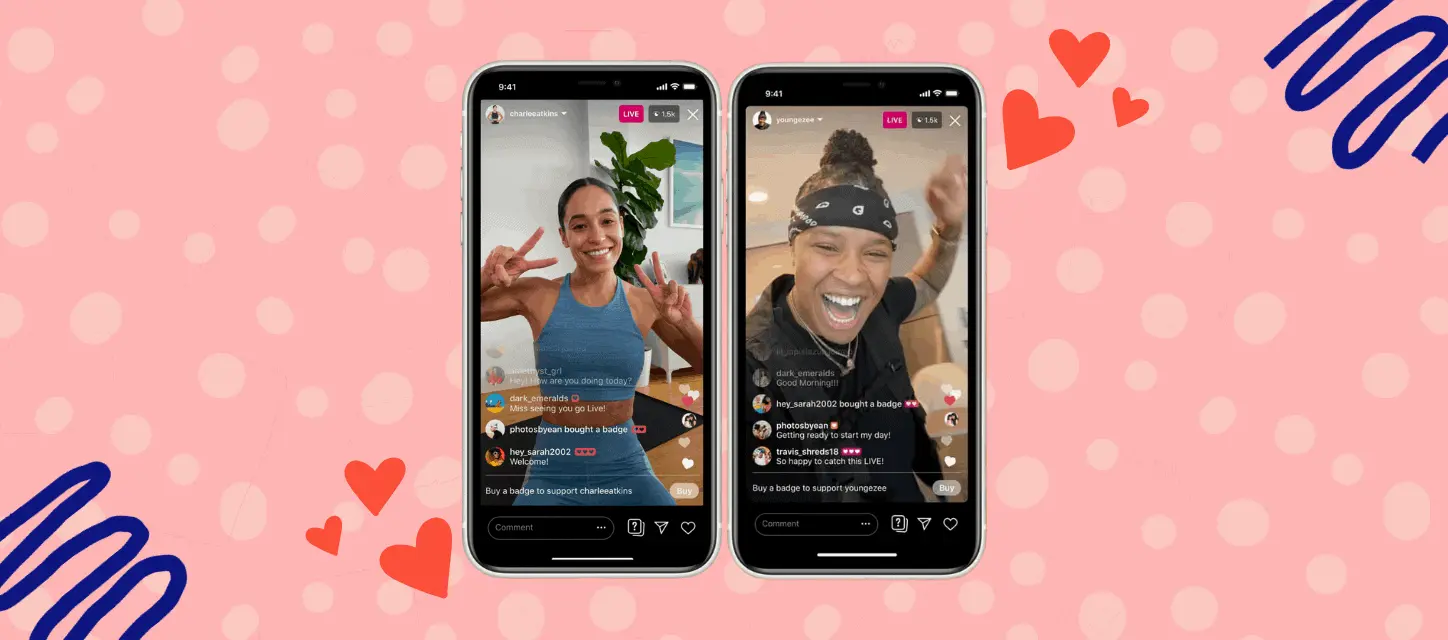 9:41
charleeatkins
LIVE
1.5k
Hey! How are you doing today?
dark_emeralds
Miss seeing you go Live!
photosbyean bought a badge
hey_sarah2002
Welcome!
Buy a badge to support charleeatkins
Buy
Comment
9:41
youngezee
LIVE
1.5k
dark_emeralds
Good Morning!!!
hey_sarah2002 bought a badge
photosbyean
Getting ready to start my day!
travis_shreds18
So happy to catch this LIVE!
Buy a badge to support youngezee
Buy
Comment